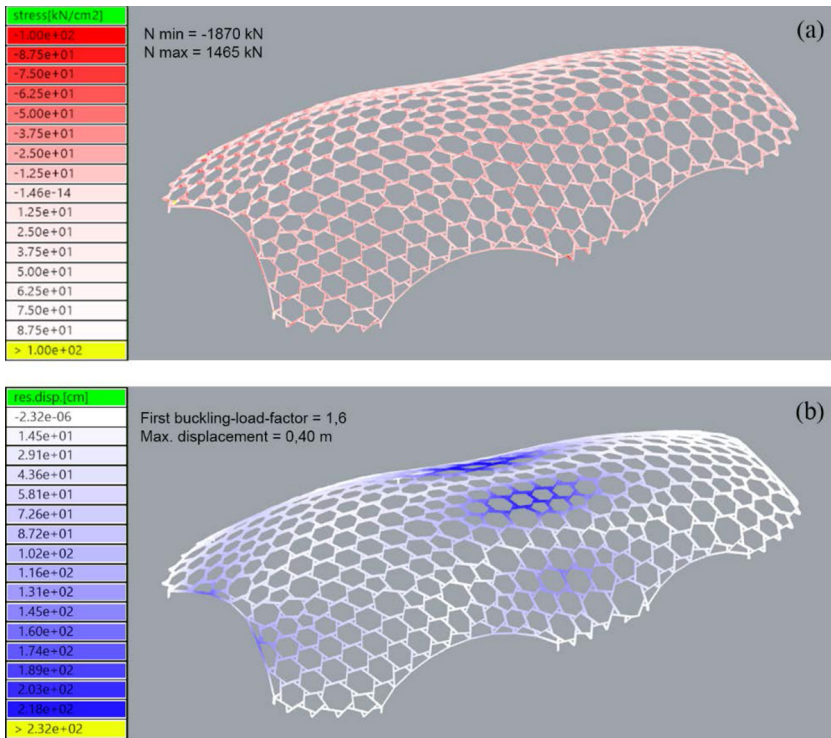 stress[kN/cm2]
-1.00e+02
-8.75e+01
-7.50e+01
-6.25e+01
-5.00e+01
-3.75e+01
-2.50e+01
-1.25e+01
-1.46e-14
1.25e+01
2.50e+01
3.75e+01
5.00e+01
6.25e+01
7.50e+01
8.75e+01
> 1.00e+02
N min = -1870 kN
N max = 1465 kN
(a)
res.disp.[cm]
-2.32e-06
1.45e+01
2.91e+01
4.36e+01
5.81e+01
7.26e+01
8.72e+01
1.02e+02
1.16e+02
1.31e+02
1.45e+02
1.60e+02
1.74e+02
1.89e+02
2.03e+02
2.18e+02
> 2.32e+02
First buckling-load-factor = 1,6
Max. displacement = 0,40 m
(b)